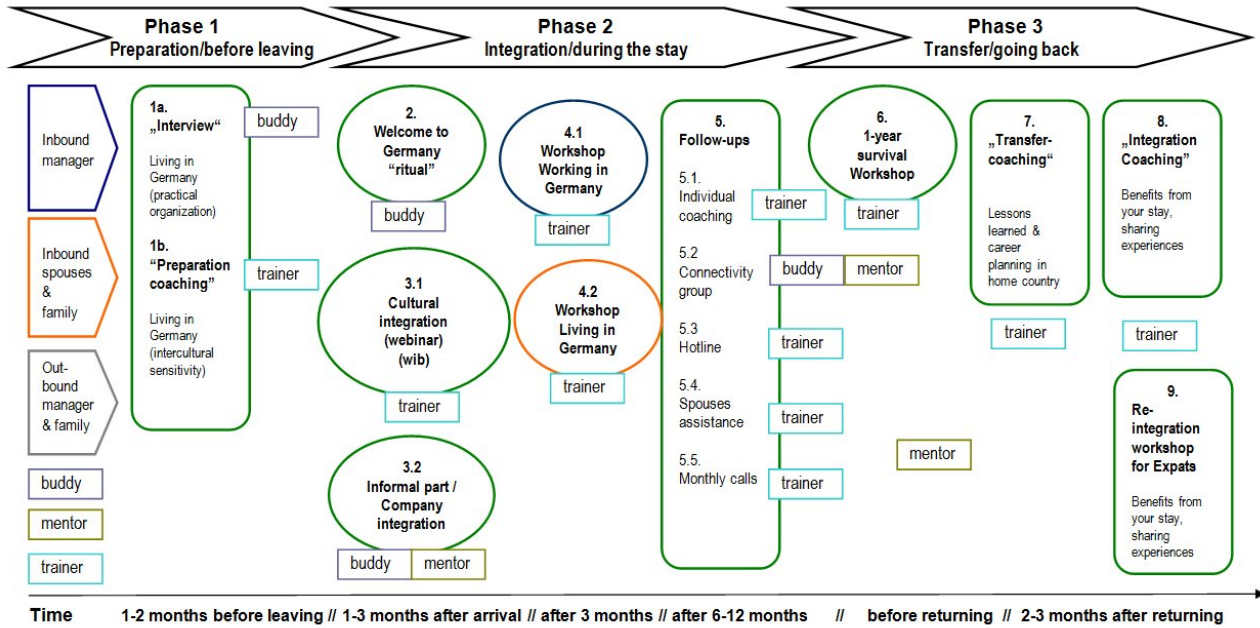 Phase 1
Preparation/before leaving
Phase 2
Integration/during the stay
Phase 3
Transfer/going back
Inbound
manager
Inbound
spouses
&
family
Out-
bound
manager
& family
buddy
mentor
trainer
1a.
„Interview“
Living in
Germany
(practical
organization)
buddy
1b.
“Preparation
coaching”
Living in
Germany
(intercultural
sensitivity)
trainer
2.
Welcome to
Germany
“ritual”
buddy
3.1
Cultural
integration
(webinar)
(wib)
trainer
3.2
Informal part /
Company
integration
buddy
mentor
4.1
Workshop
Working in
Germany
trainer
4.2
Workshop
Living in
Germany
trainer
5.
Follow-ups
5.1.
Individual
coaching
trainer
5.2
Connectivity
group
buddy
mentor
5.3
Hotline
trainer
5.4.
Spouses
assistance
trainer
5.5.
Monthly calls
trainer
6.
1-year
survival
Workshop
trainer
mentor
7.
„Transfer-
coaching“
Lessons
learned &
career
planning in
home country
trainer
8.
„Integration
Coaching”
Benefits from
your stay,
sharing
experiences
trainer
9.
Re-
integration
workshop
for Expats
Benefits from
your stay,
sharing
experiences
Time 1-2 months before leaving // 1-3 months after arrival // after 3 months // after 6-12 months // before returning // 2-3 months after returning